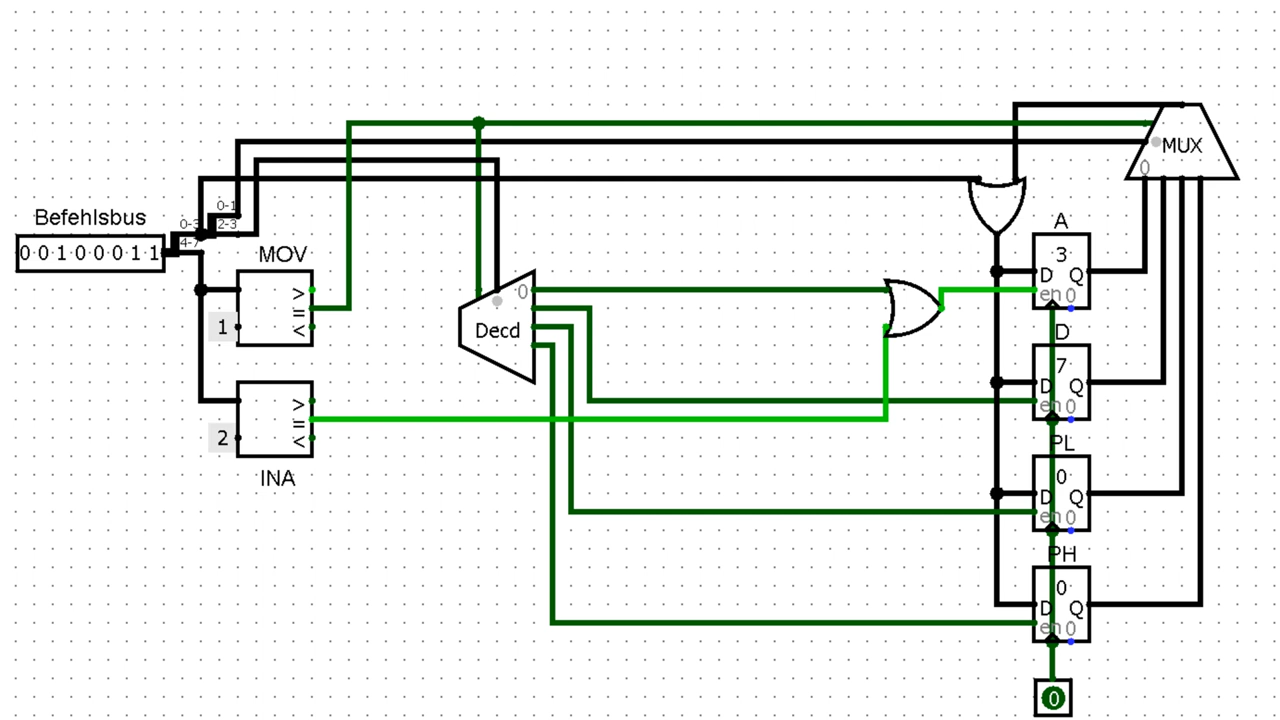 MUX
0
0-1
Befehlsbus
0-3
2-3
A
0 0 1 0 0 0 1 1
4-7
MOV
3
D Q
>
0
en 0
=
1
<
Decd
D
7
D Q
>
en 0
=
2
<
PL
INA
0
D Q
en 0
PH
0
D Q
en 0
0